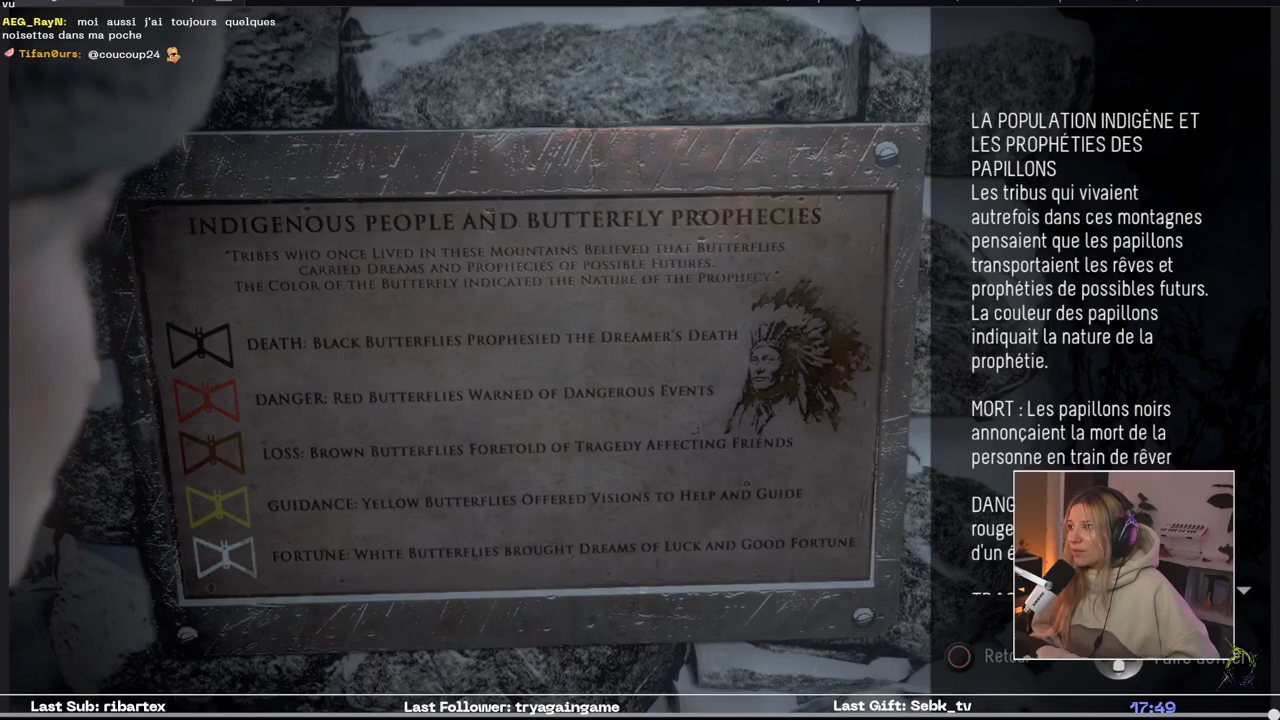 vu
AEG_RayN: moi aussi j'ai toujours quelques
noisettes dans ma poche
Tifan0urs: @coucoup24
INDIGENOUS PEOPLE AND BUTTERFLY PROPHECIES
"TRIBES WHO ONCE LIVED IN THESE MOUNTAINS BELIEVED THAT BUTTERFLIES
CARRIED DREAMS AND PROPHECIES OF POSSIBLE FUTURES.
THE COLOR OF THE BUTTERFLY INDICATED THE NATURE OF THE PROPHECY."
DEATH: BLACK BUTTERFLIES PROPHESIED THE DREAMER'S DEATH
DANGER: RED BUTTERFLIES WARNED OF DANGEROUS EVENTS
LOSS: BROWN BUTTERFLIES FORETOLD OF TRAGEDY AFFECTING FRIENDS
GUIDANCE: YELLOW BUTTERFLIES OFFERED VISIONS TO HELP AND GUIDE
FORTUNE: WHITE BUTTERFLIES BROUGHT DREAMS OF LUCK AND GOOD FORTUNE
LA POPULATION INDIGÈNE ET
LES PROPHÉTIES DES
PAPILLONS
Les tribus qui vivaient
autrefois dans ces montagnes
pensaient que les papillons
transportaient les rêves et
prophéties de possibles futurs.
La couleur des papillons
indiquait la nature de la
prophétie.
MORT : Les papillons noirs
annonçaient la mort de la
personne en train de rêver
DANG
rouge
d'un é
Reto
Last Sub: ribartex
Last Follower: tryagaingame
Last Gift: Sebk_tv
17:49